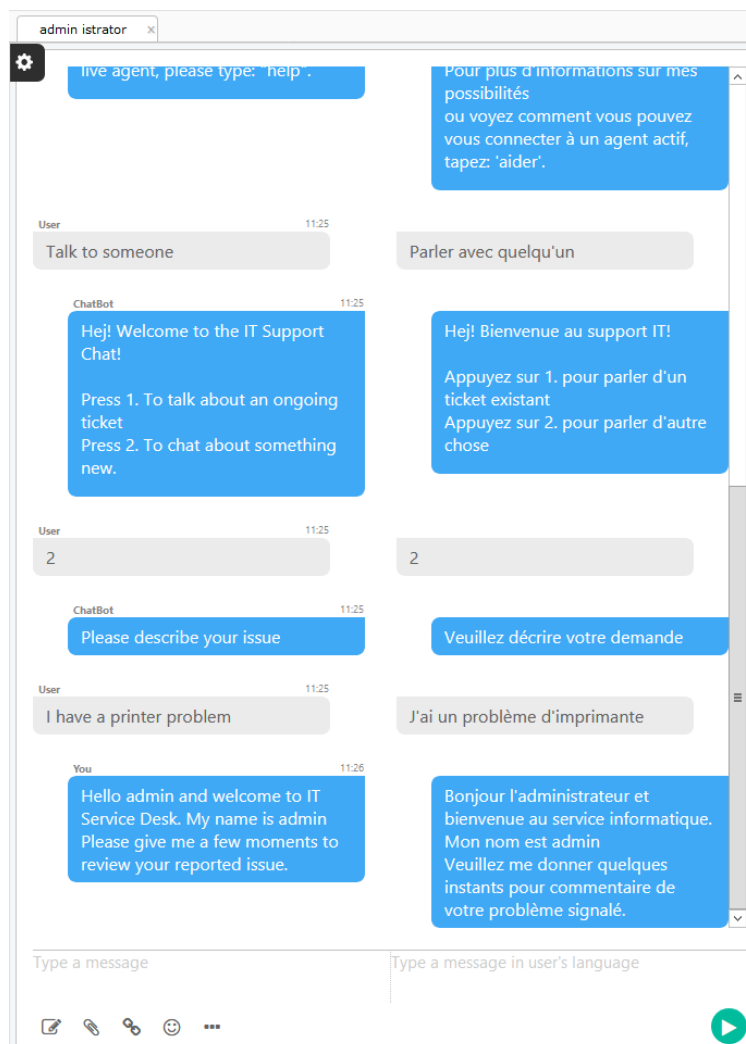 admin istrator x
live agent, please type: "help".
Pour plus d'informations sur mes
possibilités
ou voyez comment vous pouvez
vous connecter à un agent actif,
tapez: 'aider'.
User 11:25
Talk to someone
Parler avec quelqu'un
ChatBot 11:25
Hej! Welcome to the IT Support
Chat!
Press 1. To talk about an ongoing
ticket
Press 2. To chat about something
new.
Hej! Bienvenue au support IT!
Appuyez sur 1. pour parler d'un
ticket existant
Appuyez sur 2. pour parler d'autre
chose
User 11:25
2
2
ChatBot 11:25
Please describe your issue
Veuillez décrire votre demande
User 11:25
I have a printer problem
J'ai un problème d'imprimante
You 11:26
Hello admin and welcome to IT
Service Desk. My name is admin
Please give me a few moments to
review your reported issue.
Bonjour l'administrateur et
bienvenue au service informatique.
Mon nom est admin
Veuillez me donner quelques
instants pour commentaire de
votre problème signalé.
Type a message
Type a message in user's language